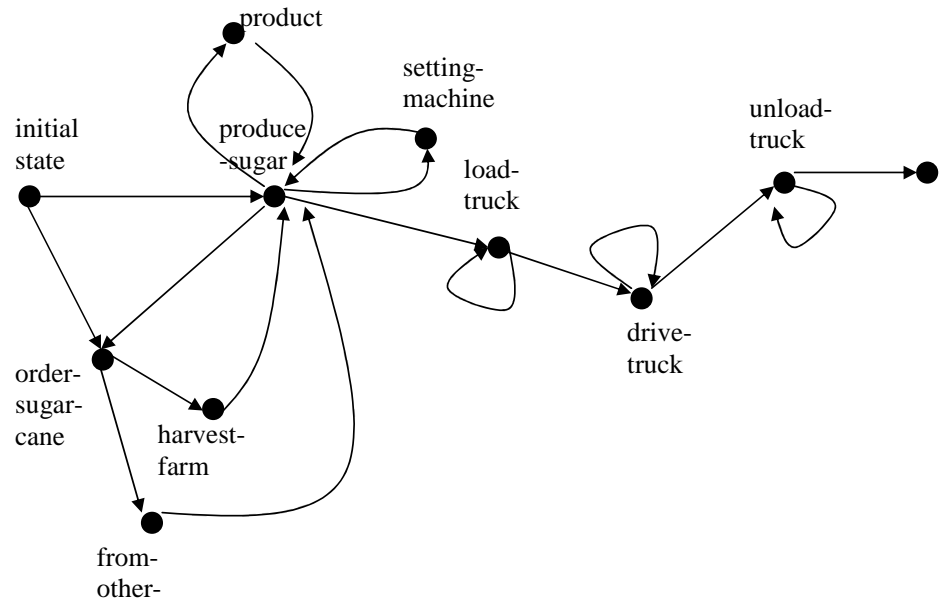 product
setting-
machine
unload-
truck
initial
state
produce
-sugar
load-
truck
drive-
truck
order-
sugar-
cane
harvest-
farm
from-
other-